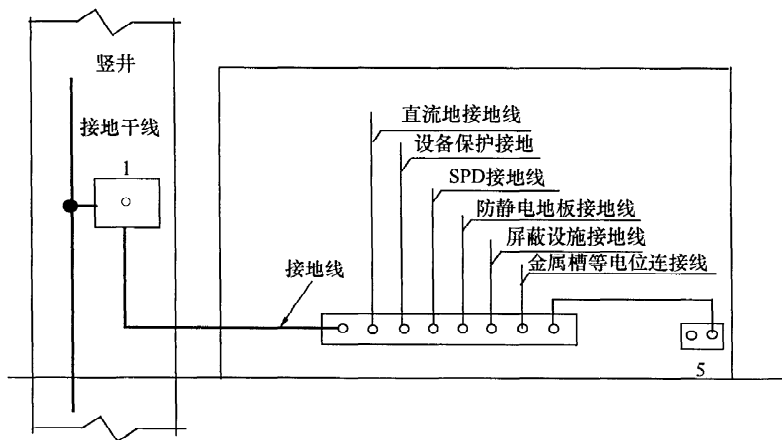 竖井
接地干线
1
直流地接地线
设备保护接地
SPD接地线
防静电地板接地线
屏蔽设施接地线
金属槽等电位连接线
接地线
5